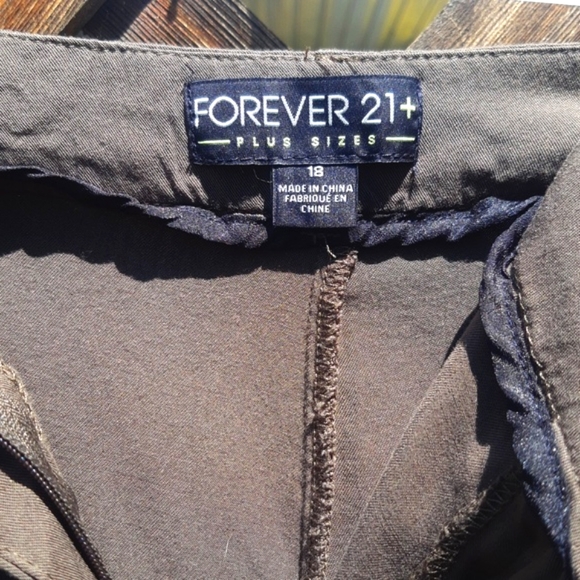 FOREVER 21+
PLUS SIZES
18
MADE IN CHINA
FABRIQUÉ EN
CHINE